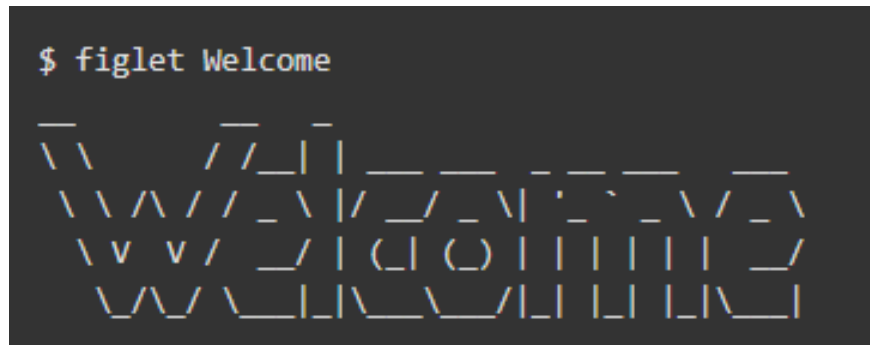 $ figlet Welcome
__        __   _
\ \      / /__| | ___ ___  _ __ ___   ___
 \ \ /\ / / _ \ |/ __/ _ \| '_ ` _ \ / _ \
  \ V  V /  __/ | (_| (_) | | | | | |  __/
   \_/\_/ \___|_|\___\___/|_| |_| |_|\___|